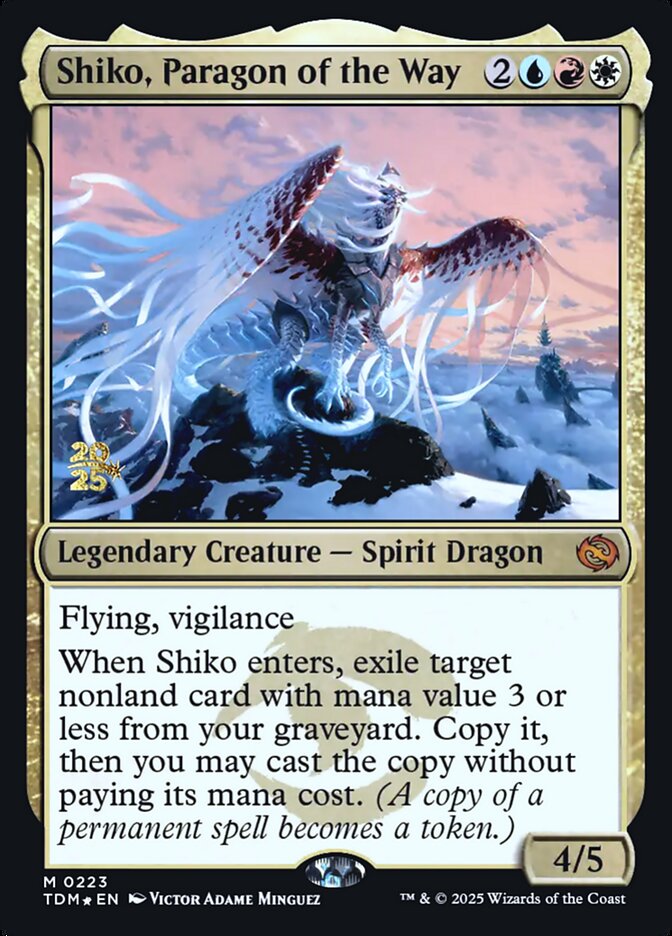 Shiko, Paragon of the Way 2
2025
Legendary Creature — Spirit Dragon
Flying, vigilance
When Shiko enters, exile target
nonland card with mana value 3 or
less from your graveyard. Copy it,
then you may cast the copy without
paying its mana cost. (A copy of a
permanent spell becomes a token.)
4/5
M 0223
TDM★EN Victor Adame Minguez
™ & © 2025 Wizards of the Coast